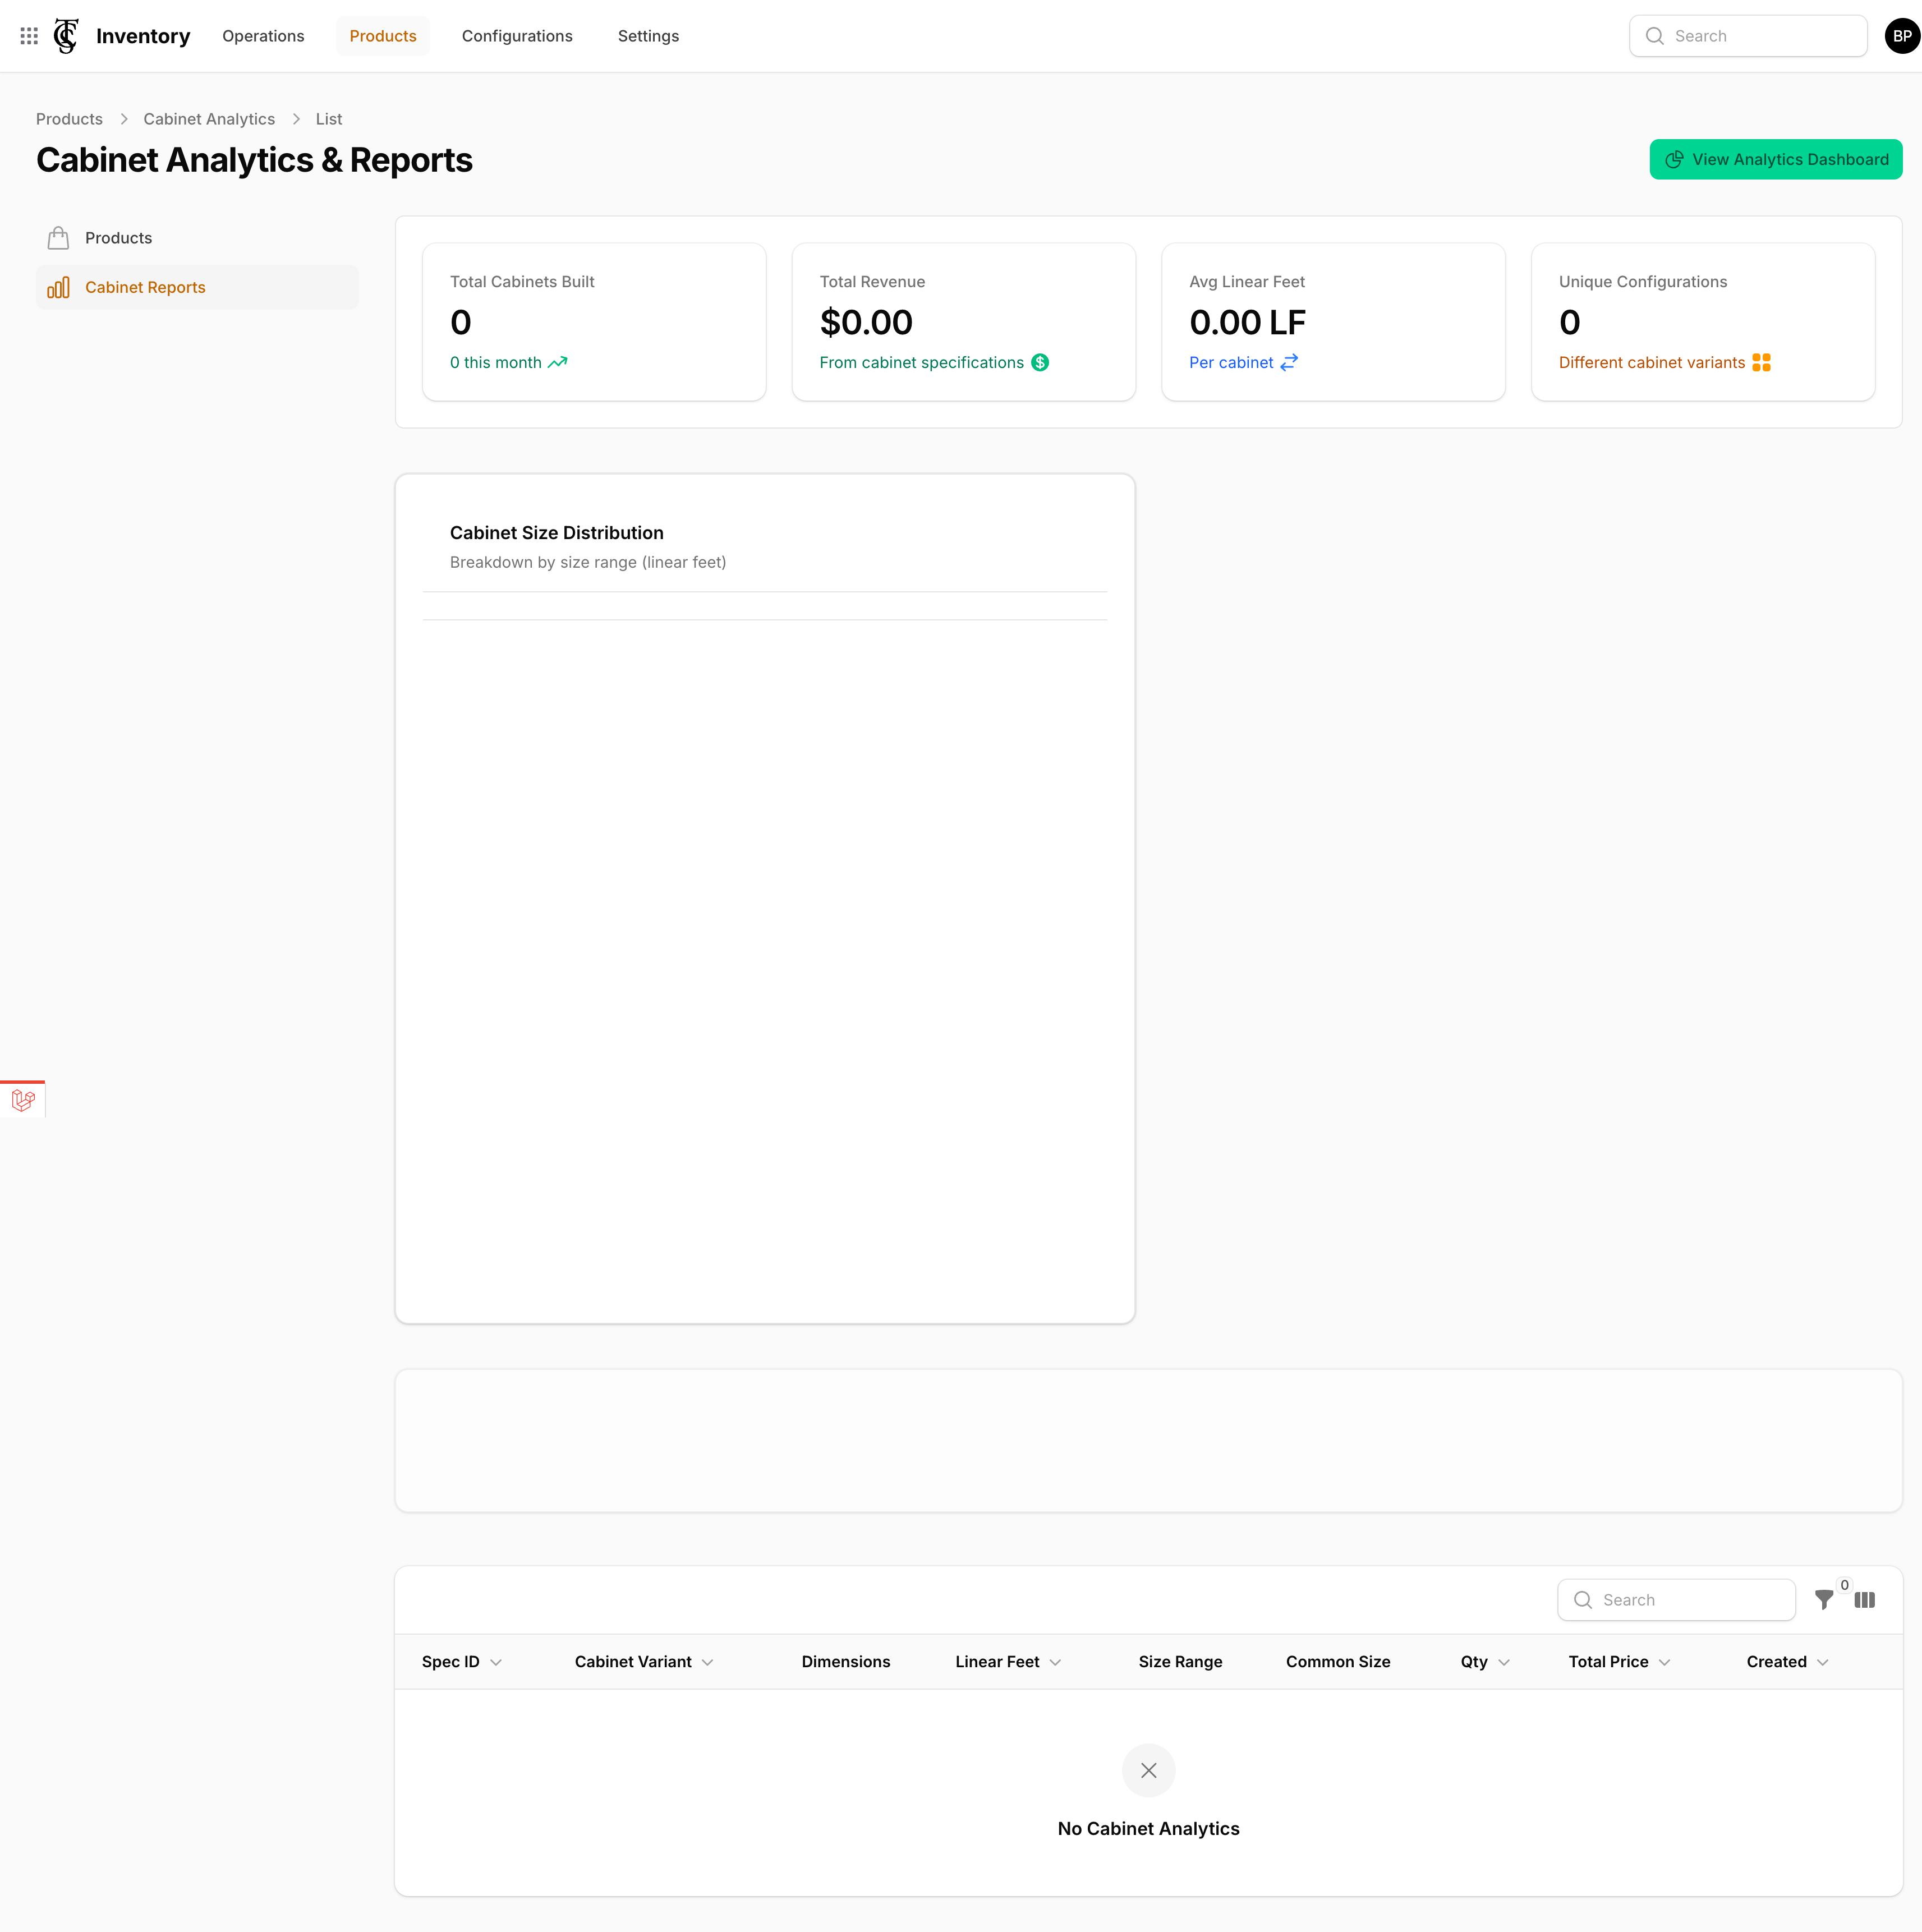 Inventory Operations Products Configurations Settings Search BP
Products Cabinet Analytics List
Cabinet Analytics & Reports
View Analytics Dashboard
Products
Cabinet Reports
Total Cabinets Built
0
0 this month
Total Revenue
$0.00
From cabinet specifications
Avg Linear Feet
0.00 LF
Per cabinet
Unique Configurations
0
Different cabinet variants
Cabinet Size Distribution
Breakdown by size range (linear feet)
Search 0
Spec ID Cabinet Variant Dimensions Linear Feet Size Range Common Size Qty Total Price Created
No Cabinet Analytics